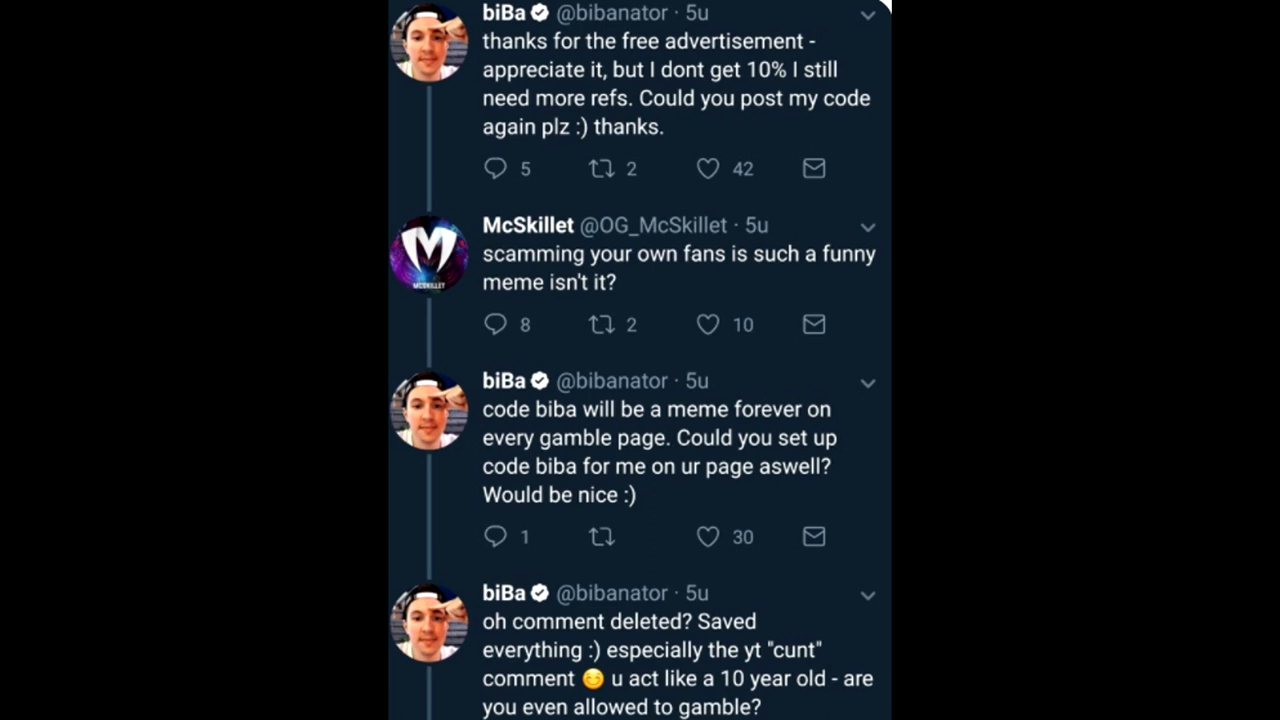 biBa @bibanator · 5u
thanks for the free advertisement -
appreciate it, but I dont get 10% I still
need more refs. Could you post my code
again plz :) thanks.
5 2 42
McSkillet @OG_McSkillet · 5u
scamming your own fans is such a funny
meme isn't it?
MCSKILLET
8 2 10
biBa @bibanator · 5u
code biba will be a meme forever on
every gamble page. Could you set up
code biba for me on ur page aswell?
Would be nice :)
1 30
biBa @bibanator · 5u
oh comment deleted? Saved
everything :) especially the yt "cunt"
comment 😊 u act like a 10 year old - are
you even allowed to gamble?